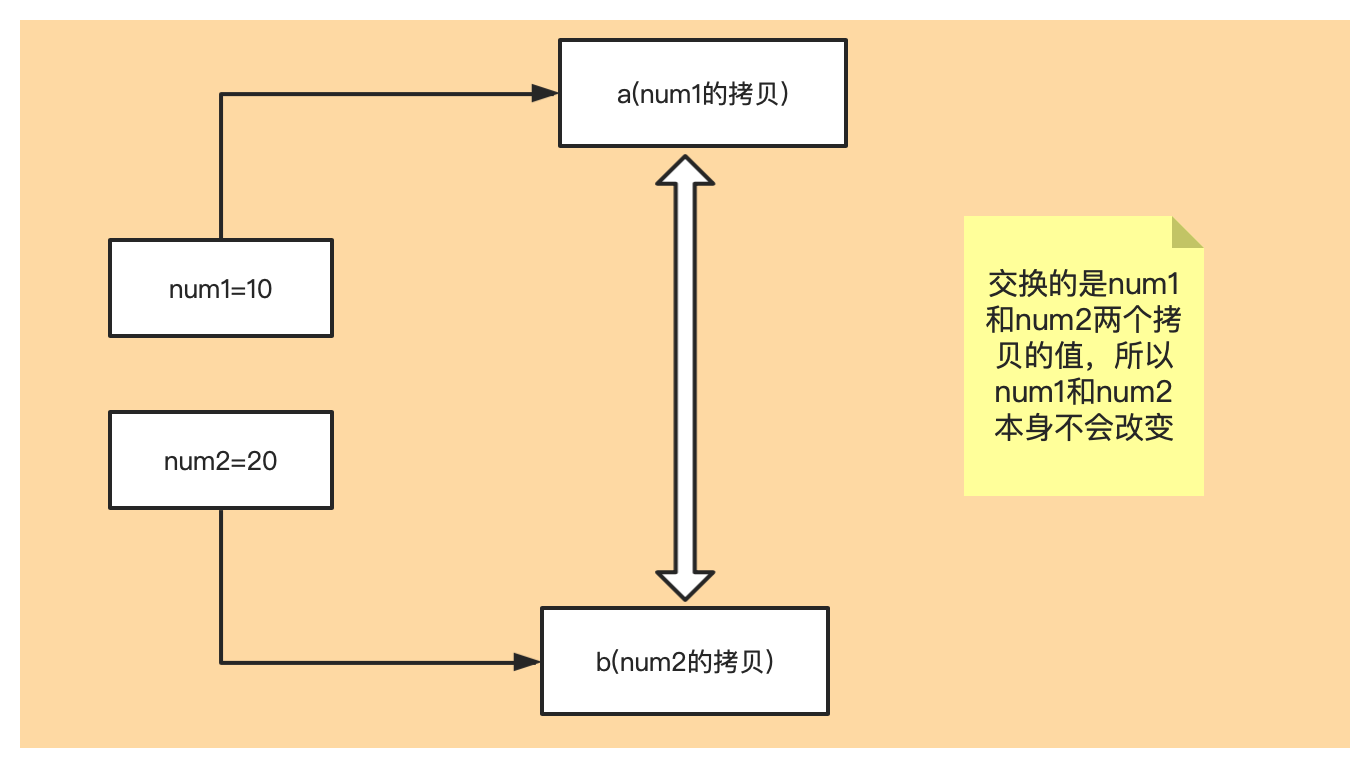 a(num1的拷贝)
num1=10
交换的是num1
和num2两个拷
贝的值，所以
num1和num2
本身不会改变
num2=20
b(num2的拷贝)